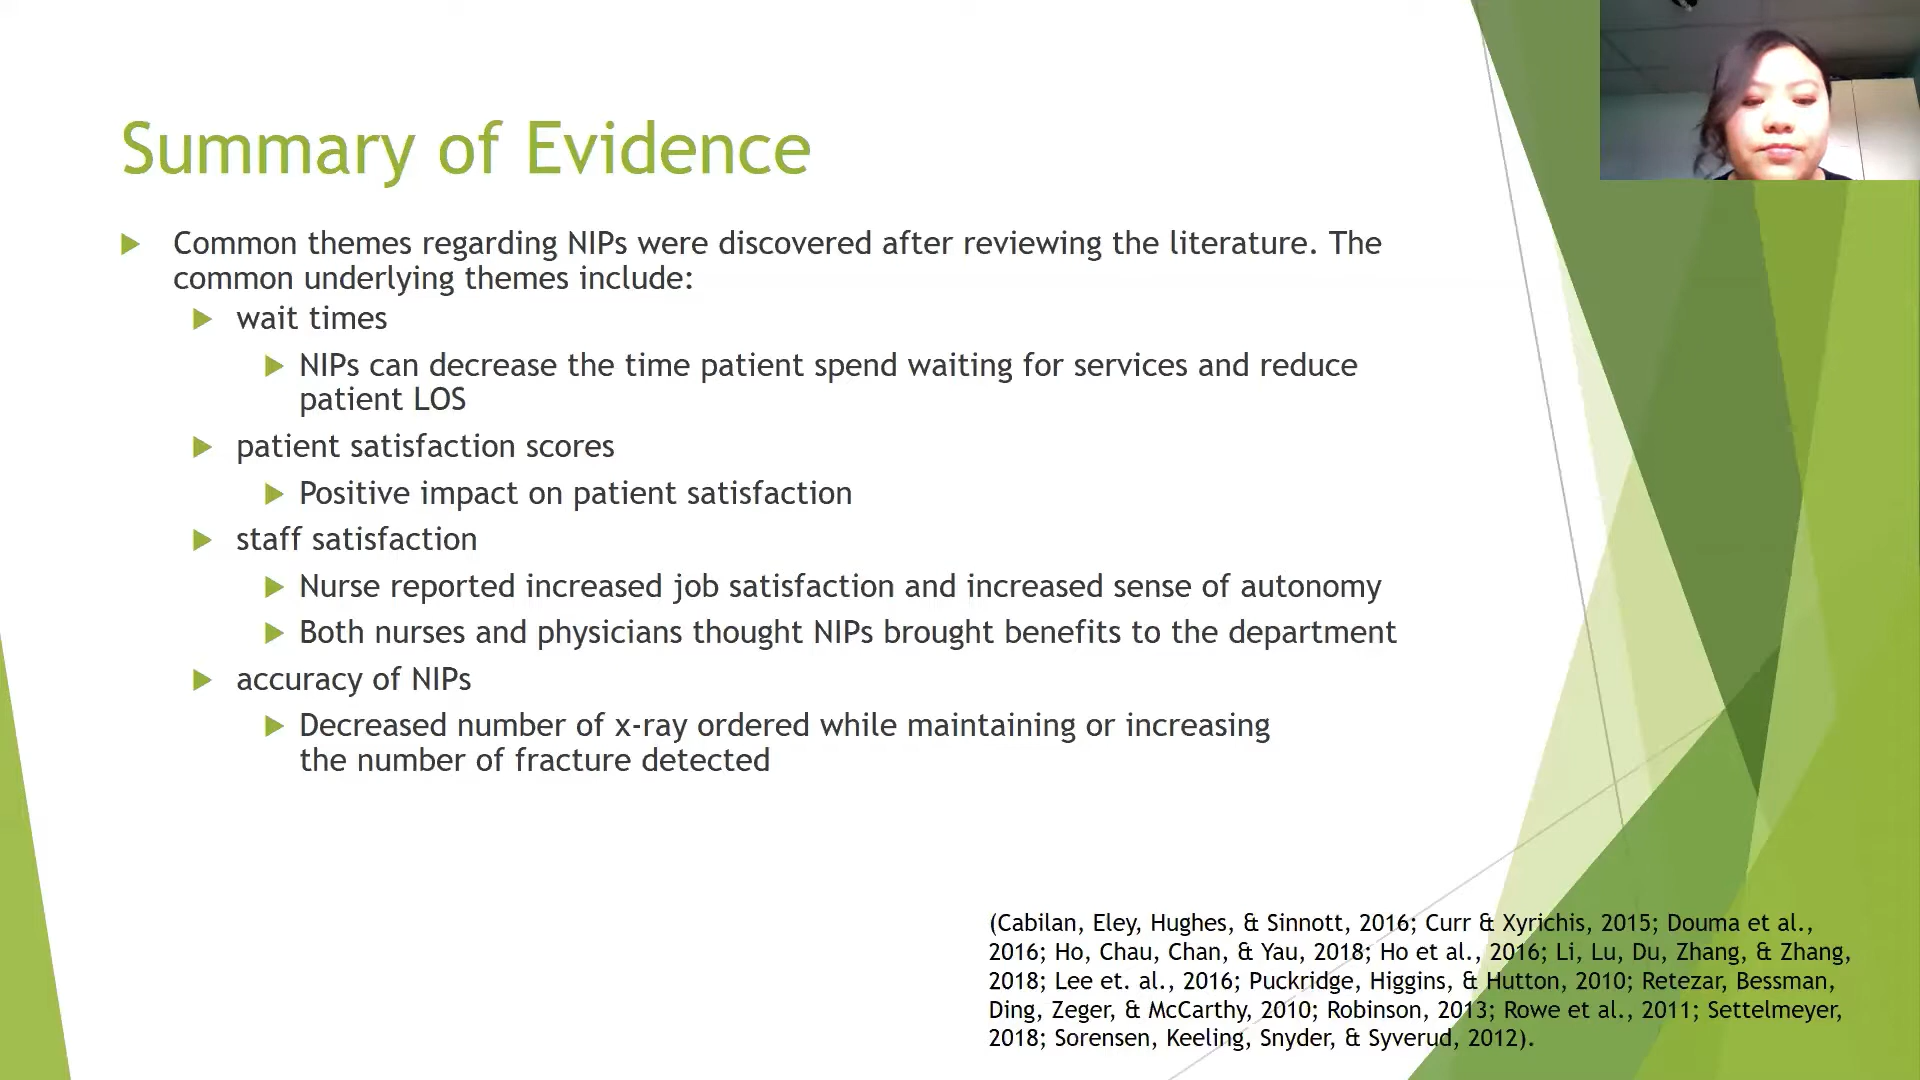 Summary of Evidence
Common themes regarding NIPs were discovered after reviewing the literature. The
common underlying themes include:
wait times
NIPs can decrease the time patient spend waiting for services and reduce
patient LOS
patient satisfaction scores
Positive impact on patient satisfaction
staff satisfaction
Nurse reported increased job satisfaction and increased sense of autonomy
Both nurses and physicians thought NIPs brought benefits to the department
accuracy of NIPs
Decreased number of x-ray ordered while maintaining or increasing
the number of fracture detected
(Cabilan, Eley, Hughes, & Sinnott, 2016; Curr & Xyrichis, 2015; Douma et al.,
2016; Ho, Chau, Chan, & Yau, 2018; Ho et al., 2016; Li, Lu, Du, Zhang, & Zhang,
2018; Lee et. al., 2016; Puckridge, Higgins, & Hutton, 2010; Retezar, Bessman,
Ding, Zeger, & McCarthy, 2010; Robinson, 2013; Rowe et al., 2011; Settelmeyer,
2018; Sorensen, Keeling, Snyder, & Syverud, 2012).